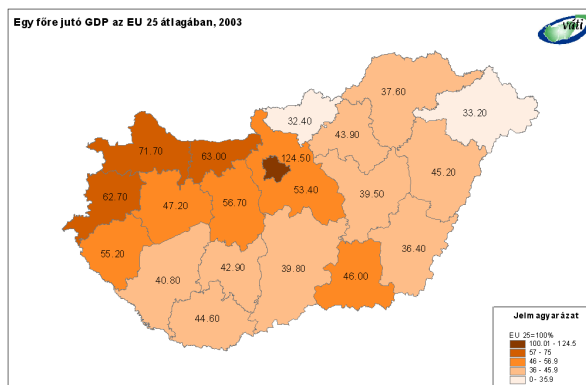 Egy főre jutó GDP az EU 25 átlagában, 2003
váti
37.60
32.40
33.20
43.90
71.70
63.00
124.50
45.20
62.70
53.40
39.50
47.20
56.70
55.20
36.40
42.90
39.80
46.00
40.80
44.60
Jelmagyarázat
EU 25=100%
100.01 - 124.5
57 - 75
46 - 56.9
36 - 45.9
0 - 35.9